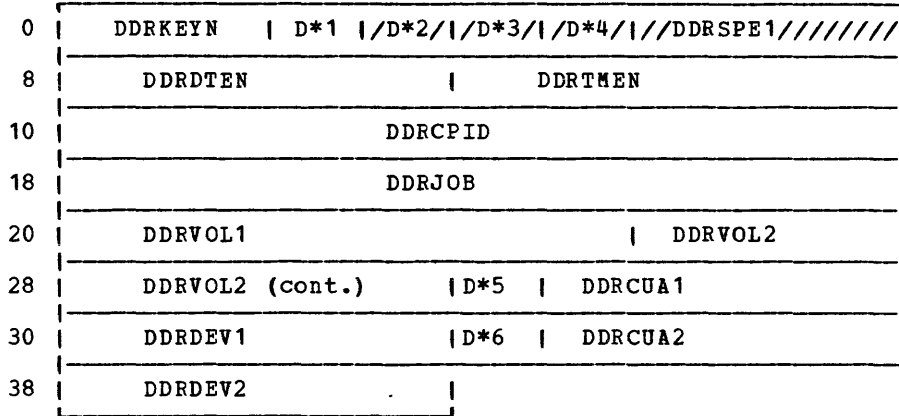 0 | DDRKEYN | D*1 |/D*2/|/D*3/|/D*4/|//DDRSPE1////////
8 | DDRDTEN | DDRTMEN
10 | DDRCPID
18 | DDRJOB
20 | DDRVOL1 | DDRVOL2
28 | DDRVOL2 (cont.) |D*5 | DDRCUA1
30 | DDRDEV1 |D*6 | DDRCUA2
38 | DDRDEV2 |